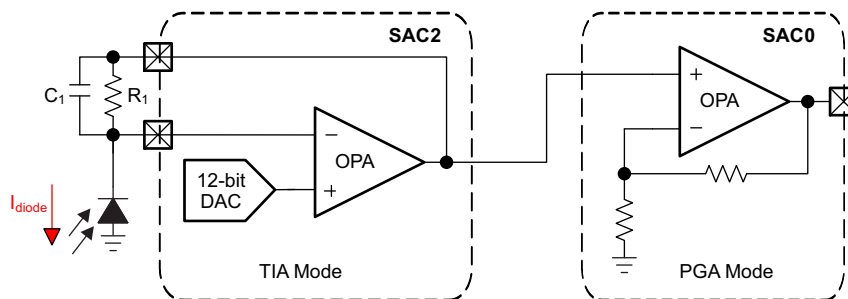 SAC2
SAC0
C1
R1
OPA
OPA
12-bit
DAC
Idiode
TIA Mode
PGA Mode